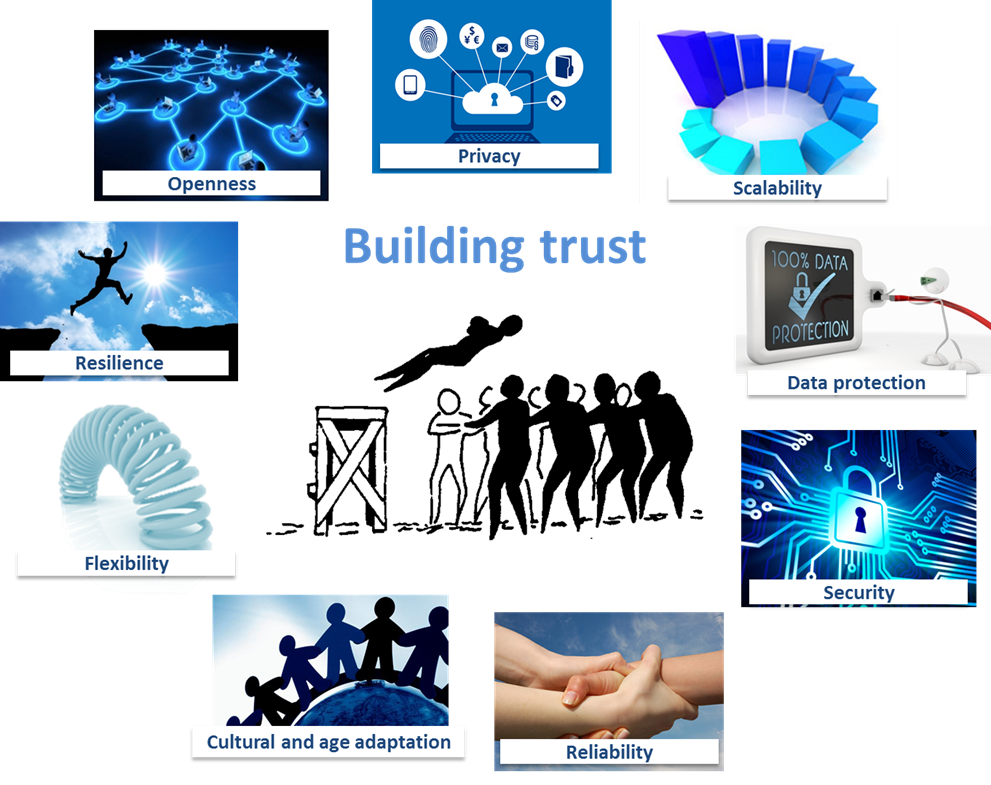 Openness
Privacy
$
¥ €
Scalability
Building trust
Resilience
100% DATA
PROTECTION
Data protection
Flexibility
Security
Cultural and age adaptation
Reliability